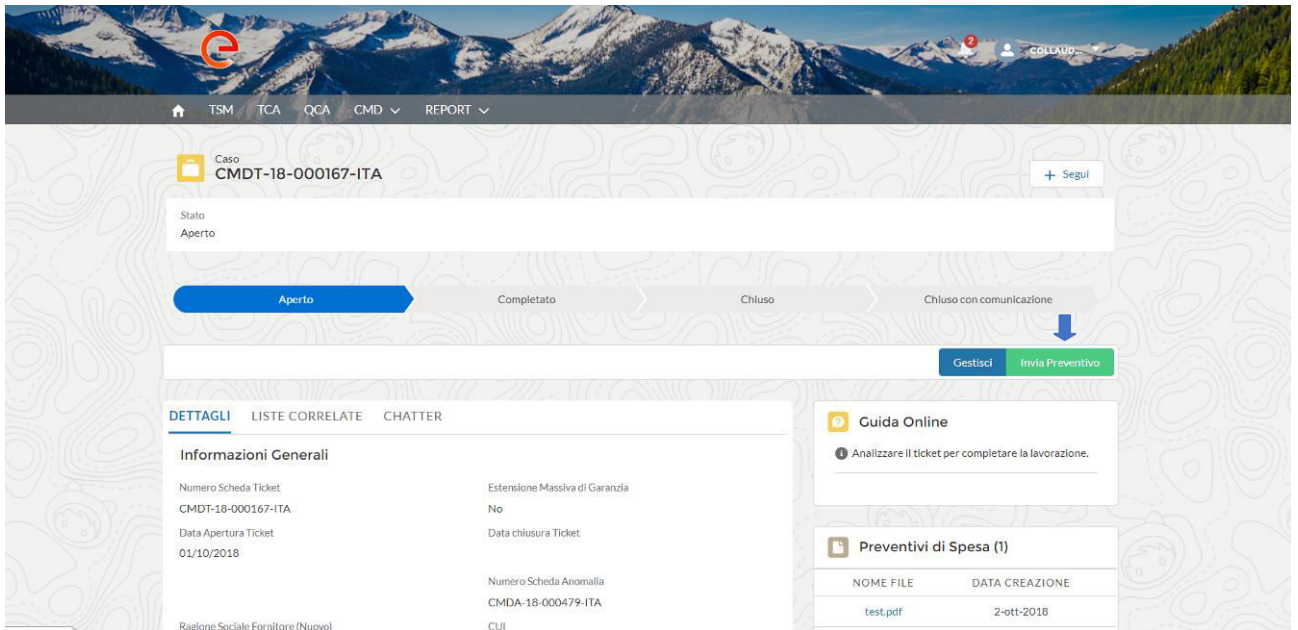 e
2
COLLAUD...
TSM TCA QCA CMD REPORT
Caso
CMDT-18-000167-ITA
+ Segui
Stato
Aperto
Aperto Completato Chiuso Chiuso con comunicazione
Gestisci Invia Preventivo
DETTAGLI LISTE CORRELATE CHATTER
Guida Online
Analizzare il ticket per completare la lavorazione.
Informazioni Generali
Numero Scheda Ticket Estensione Massiva di Garanzia
CMDT-18-000167-ITA No
Data Apertura Ticket Data chiusura Ticket
01/10/2018
Numero Scheda Anomalia
CMDA-18-000479-ITA
Ragione Sociale Fornitore (Nuovo) CUI
Preventivi di Spesa (1)
NOME FILE DATA CREAZIONE
test.pdf 2-ott-2018